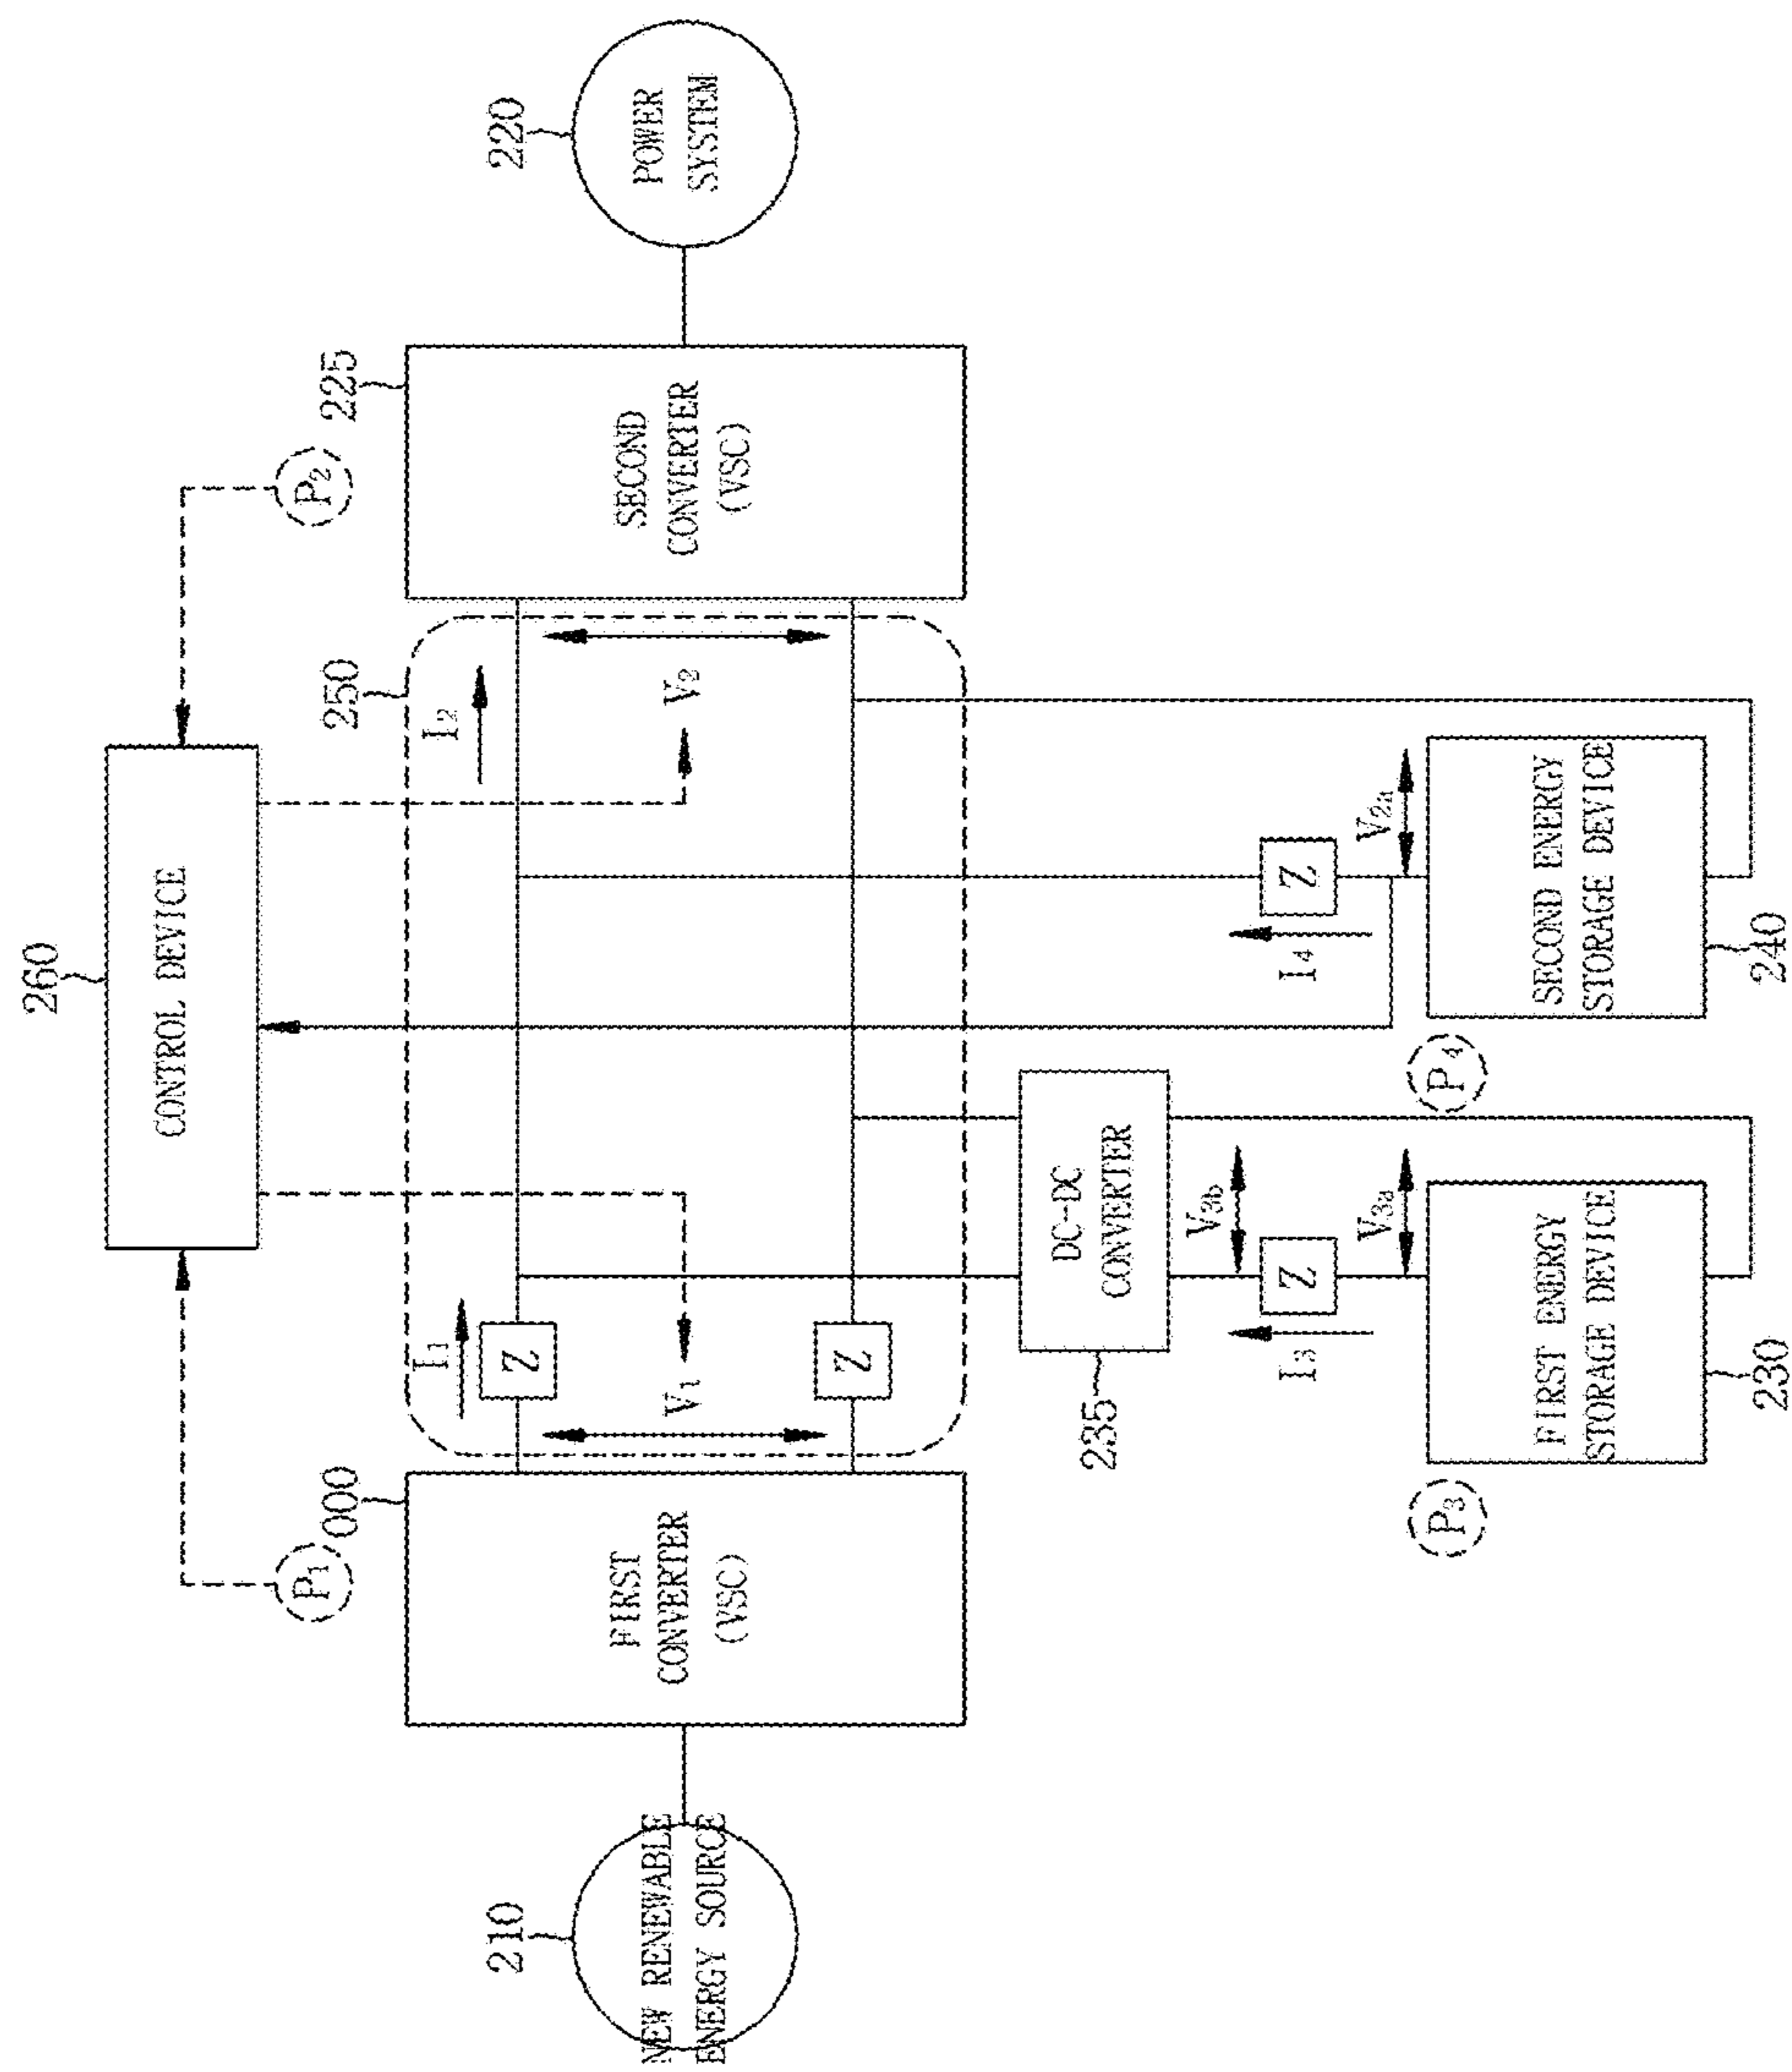 260
CONTROL DEVICE
P1
P2
000
225
250
I1
I2
210
NEW RENEWABLE
ENERGY SOURCE
FIRST
CONVERTER
(VSC)
Z
Z
V1
V2
SECOND
CONVERTER
(VSC)
220
POWER
SYSTEM
235
DC-DC
CONVERTER
V3b
I3
Z
I4
Z
V3a
V2a
P3
FIRST ENERGY
STORAGE DEVICE
230
P4
SECOND ENERGY
STORAGE DEVICE
240